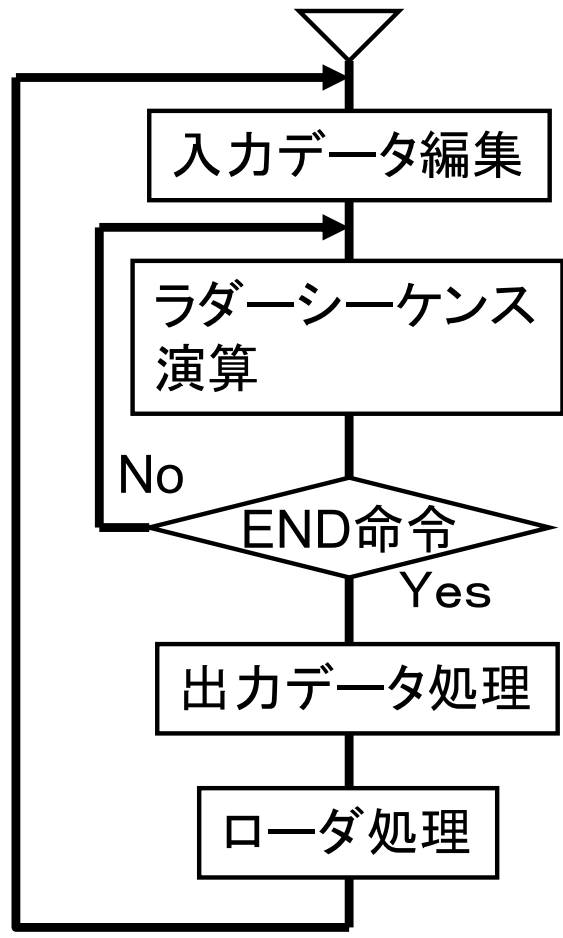 入力データ編集
ラダーシーケンス
演算
No
END命令
Yes
出力データ処理
ローダ処理